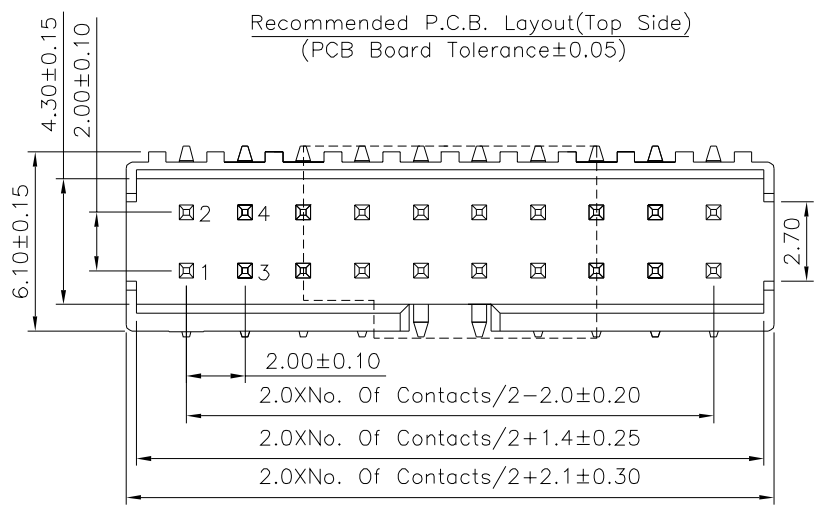 Recommended P.C.B. Layout(Top Side)
(PCB Board Tolerance±0.05)
4.30±0.15
2.00±0.10
6.10±0.15
2 4
1 3
2.70
2.00±0.10
2.0XNo. Of Contacts/2-2.0±0.20
2.0XNo. Of Contacts/2+1.4±0.25
2.0XNo. Of Contacts/2+2.1±0.30